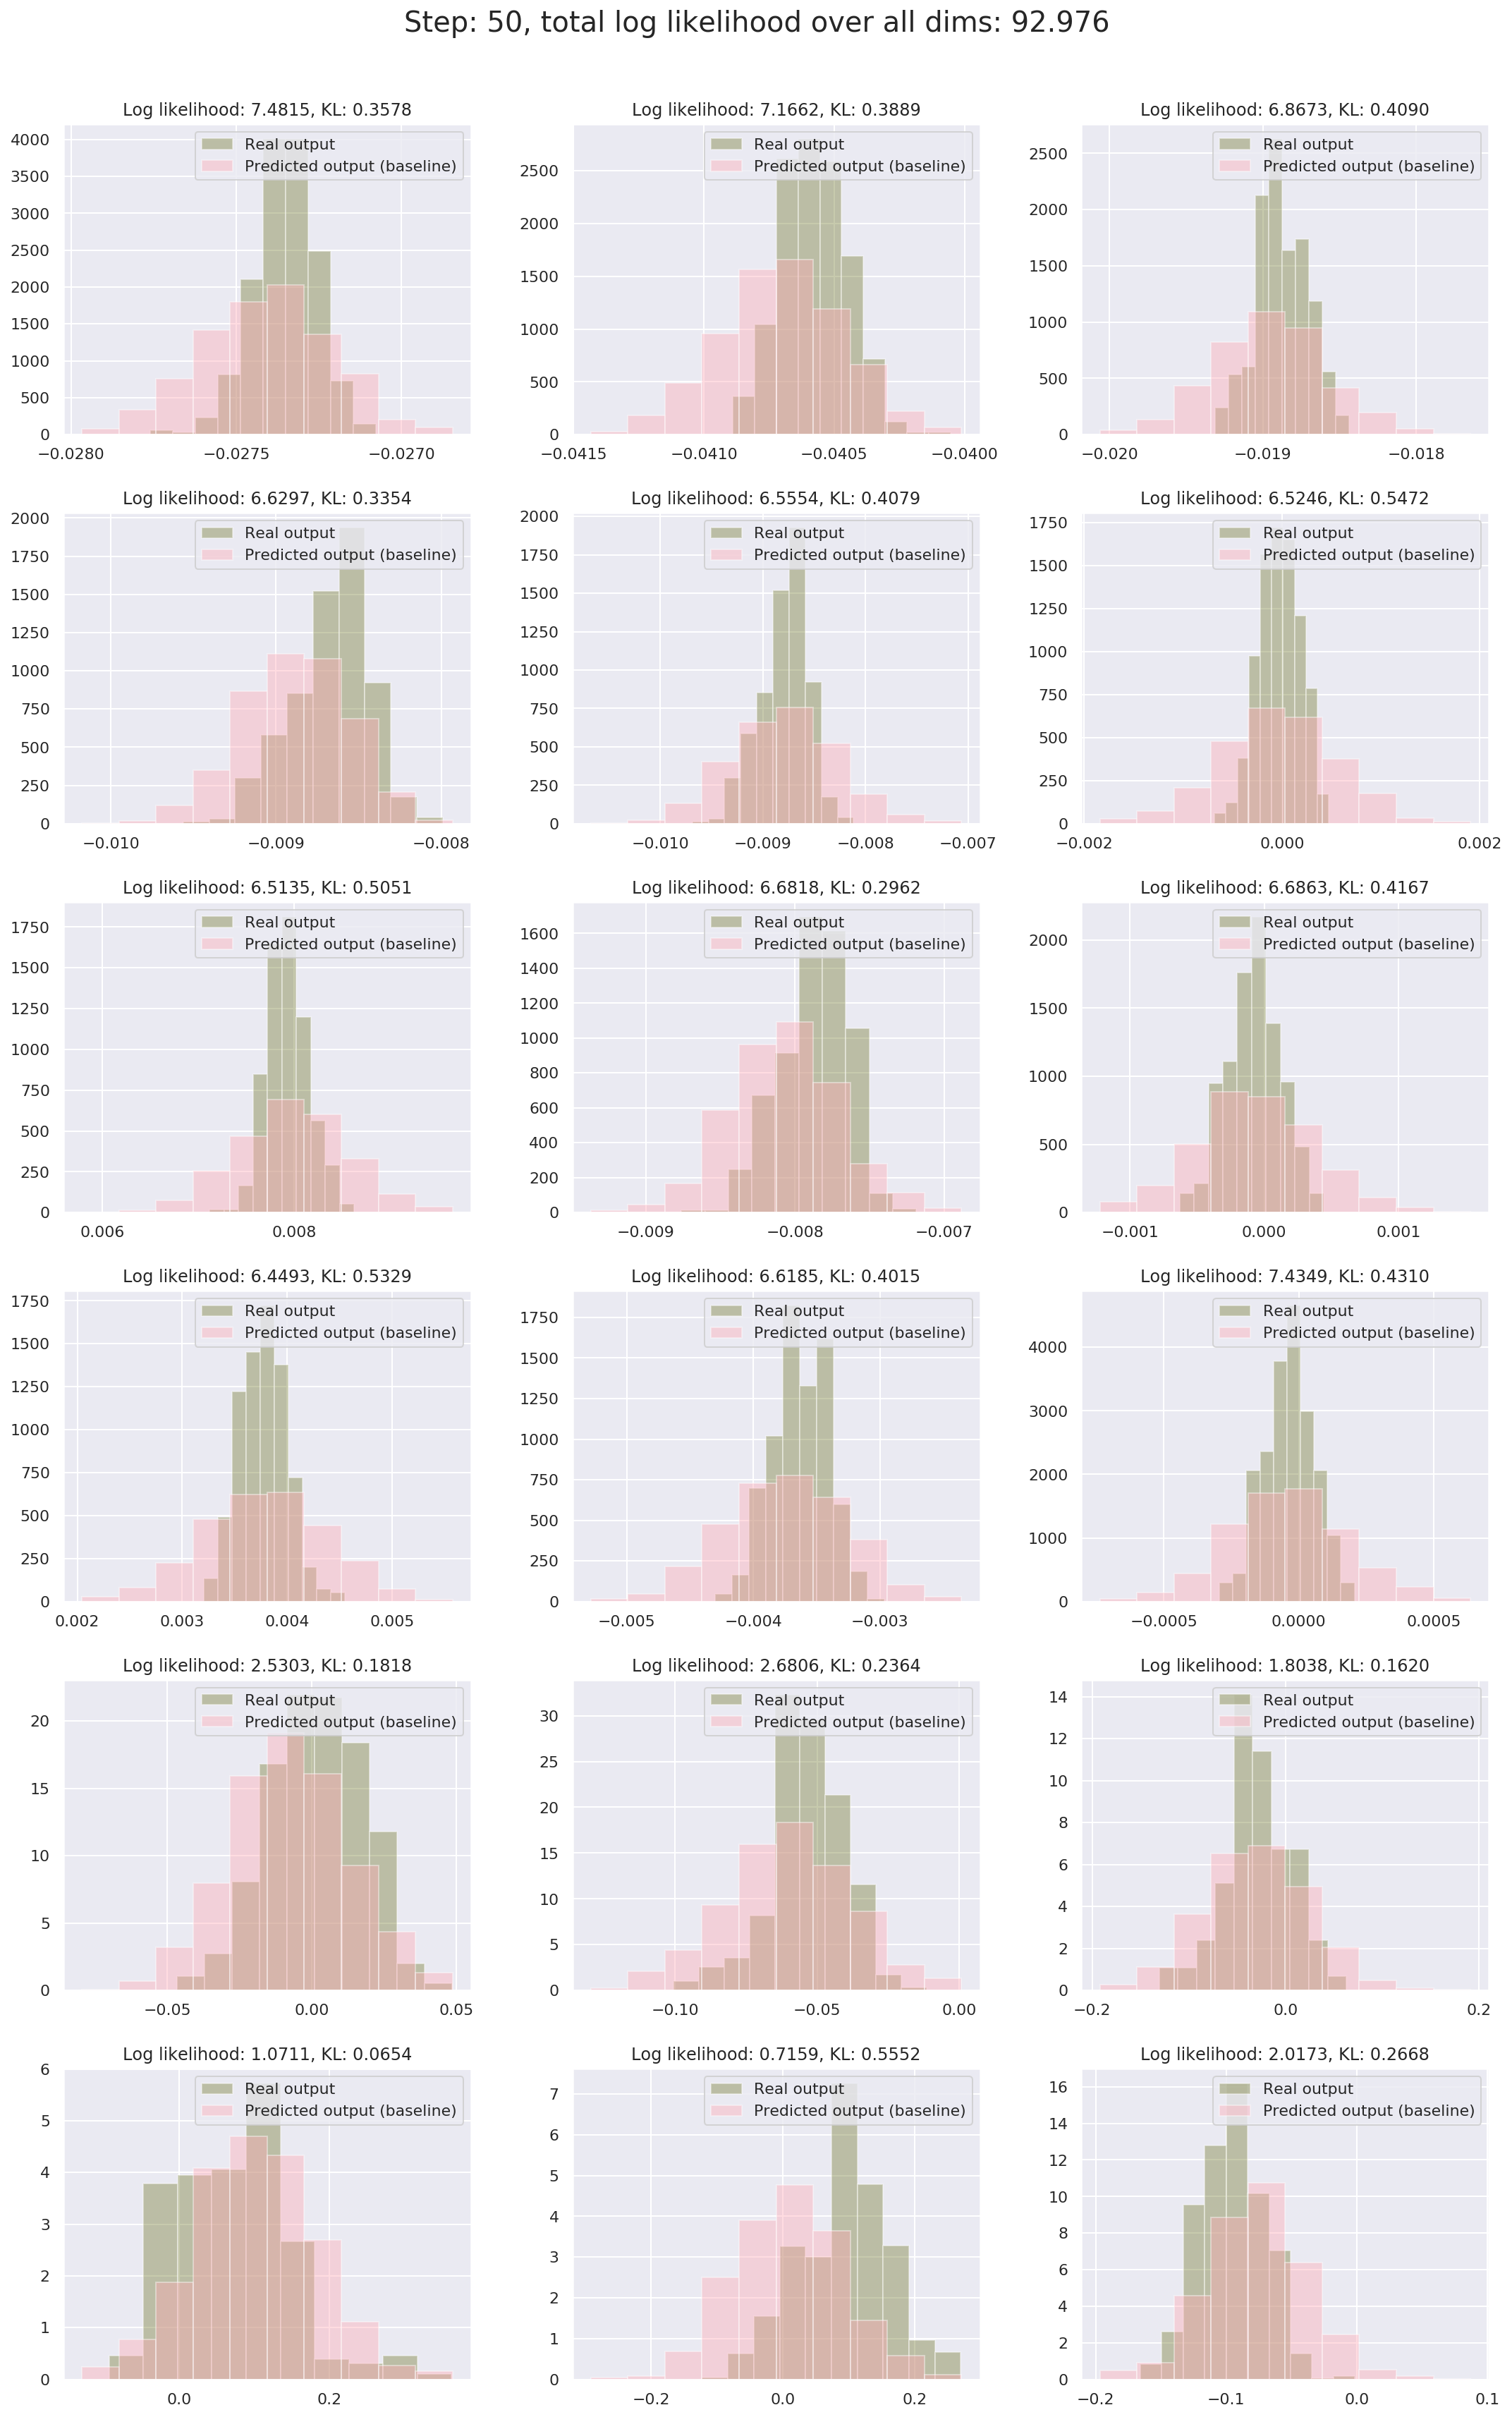 Step: 50, total log likelihood over all dims: 92.976
Log likelihood: 7.4815, KL: 0.3578
Real output
Predicted output (baseline)
4000
3500
3000
2500
2000
1500
1000
500
0
−0.0280 −0.0275 −0.0270
Log likelihood: 7.1662, KL: 0.3889
Real output
Predicted output (baseline)
2500
2000
1500
1000
500
0
−0.0415 −0.0410 −0.0405 −0.0400
Log likelihood: 6.8673, KL: 0.4090
Real output
Predicted output (baseline)
2500
2000
1500
1000
500
0
−0.020 −0.019 −0.018
Log likelihood: 6.6297, KL: 0.3354
Real output
Predicted output (baseline)
2000
1750
1500
1250
1000
750
500
250
0
−0.010 −0.009 −0.008
Log likelihood: 6.5554, KL: 0.4079
Real output
Predicted output (baseline)
2000
1750
1500
1250
1000
750
500
250
0
−0.010 −0.009 −0.008 −0.007
Log likelihood: 6.5246, KL: 0.5472
Real output
Predicted output (baseline)
1750
1500
1250
1000
750
500
250
0
−0.002 0.000 0.002
Log likelihood: 6.5135, KL: 0.5051
Real output
Predicted output (baseline)
1750
1500
1250
1000
750
500
250
0
0.006 0.008
Log likelihood: 6.6818, KL: 0.2962
Real output
Predicted output (baseline)
1600
1400
1200
1000
800
600
400
200
0
−0.009 −0.008 −0.007
Log likelihood: 6.6863, KL: 0.4167
Real output
Predicted output (baseline)
2000
1500
1000
500
0
−0.001 0.000 0.001
Log likelihood: 6.4493, KL: 0.5329
Real output
Predicted output (baseline)
1750
1500
1250
1000
750
500
250
0
0.002 0.003 0.004 0.005
Log likelihood: 6.6185, KL: 0.4015
Real output
Predicted output (baseline)
1750
1500
1250
1000
750
500
250
0
−0.005 −0.004 −0.003
Log likelihood: 7.4349, KL: 0.4310
Real output
Predicted output (baseline)
4000
3000
2000
1000
0
−0.0005 0.0000 0.0005
Log likelihood: 2.5303, KL: 0.1818
Real output
Predicted output (baseline)
20
15
10
5
0
−0.05 0.00 0.05
Log likelihood: 2.6806, KL: 0.2364
Real output
Predicted output (baseline)
30
25
20
15
10
5
0
−0.10 −0.05 0.00
Log likelihood: 1.8038, KL: 0.1620
Real output
Predicted output (baseline)
14
12
10
8
6
4
2
0
−0.2 0.0 0.2
Log likelihood: 1.0711, KL: 0.0654
Real output
Predicted output (baseline)
6
5
4
3
2
1
0
0.0 0.2
Log likelihood: 0.7159, KL: 0.5552
Real output
Predicted output (baseline)
7
6
5
4
3
2
1
0
−0.2 0.0 0.2
Log likelihood: 2.0173, KL: 0.2668
Real output
Predicted output (baseline)
16
14
12
10
8
6
4
2
0
−0.2 −0.1 0.0 0.1